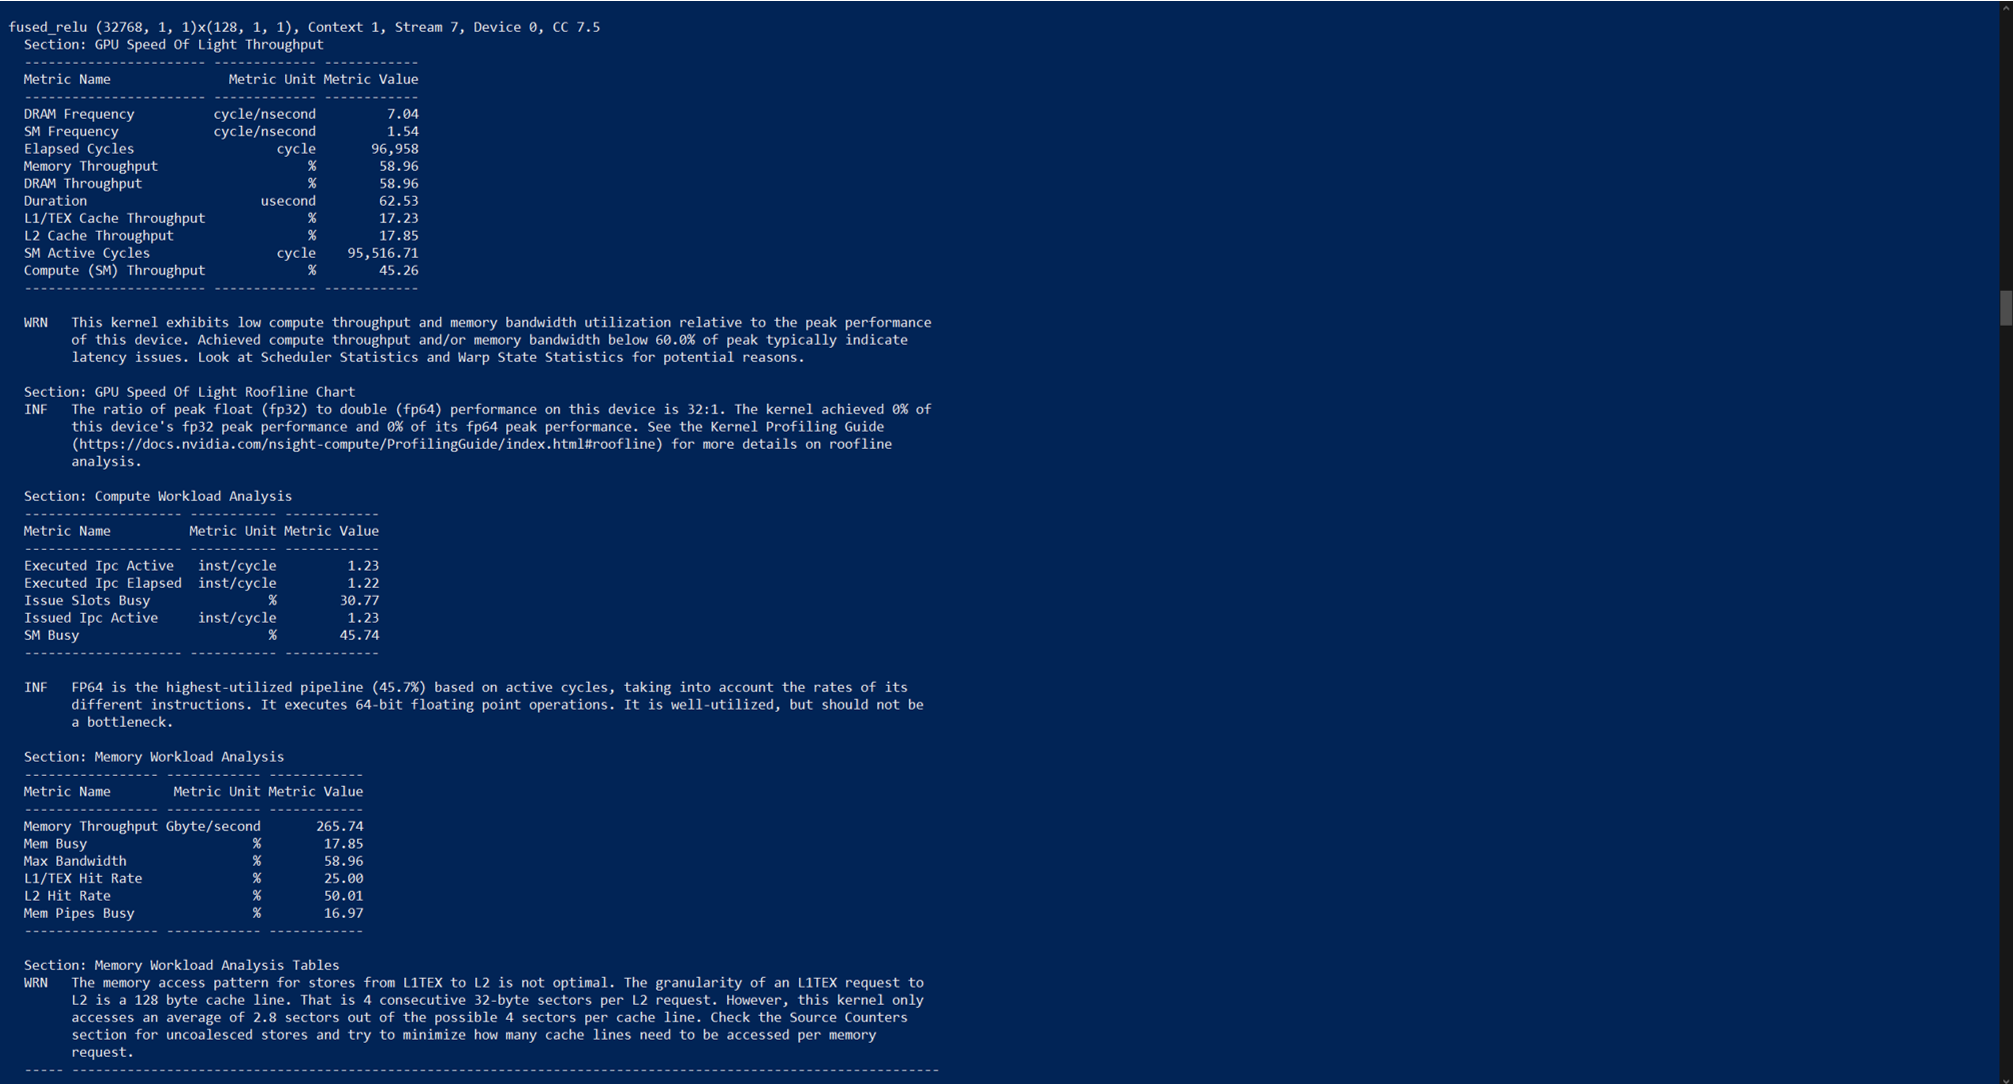 fused_relu (32768, 1, 1)x(128, 1, 1), Context 1, Stream 7, Device 0, CC 7.5
Section: GPU Speed Of Light Throughput
----------------------- ------------- ------------
Metric Name Metric Unit Metric Value
----------------------- ------------- ------------
DRAM Frequency cycle/nsecond 7.04
SM Frequency cycle/nsecond 1.54
Elapsed Cycles cycle 96,958
Memory Throughput % 58.96
DRAM Throughput % 58.96
Duration usecond 62.53
L1/TEX Cache Throughput % 17.23
L2 Cache Throughput % 17.85
SM Active Cycles cycle 95,516.71
Compute (SM) Throughput % 45.26
----------------------- ------------- ------------
WRN This kernel exhibits low compute throughput and memory bandwidth utilization relative to the peak performance
of this device. Achieved compute throughput and/or memory bandwidth below 60.0% of peak typically indicate
latency issues. Look at Scheduler Statistics and Warp State Statistics for potential reasons.
Section: GPU Speed Of Light Roofline Chart
INF The ratio of peak float (fp32) to double (fp64) performance on this device is 32:1. The kernel achieved 0% of
this device's fp32 peak performance and 0% of its fp64 peak performance. See the Kernel Profiling Guide
(https://docs.nvidia.com/nsight-compute/ProfilingGuide/index.html#roofline) for more details on roofline
analysis.
Section: Compute Workload Analysis
-------------------- ----------- ------------
Metric Name Metric Unit Metric Value
-------------------- ----------- ------------
Executed Ipc Active inst/cycle 1.23
Executed Ipc Elapsed inst/cycle 1.22
Issue Slots Busy % 30.77
Issued Ipc Active inst/cycle 1.23
SM Busy % 45.74
-------------------- ----------- ------------
INF FP64 is the highest-utilized pipeline (45.7%) based on active cycles, taking into account the rates of its
different instructions. It executes 64-bit floating point operations. It is well-utilized, but should not be
a bottleneck.
Section: Memory Workload Analysis
----------------- ------------ ------------
Metric Name Metric Unit Metric Value
----------------- ------------ ------------
Memory Throughput Gbyte/second 265.74
Mem Busy % 17.85
Max Bandwidth % 58.96
L1/TEX Hit Rate % 25.00
L2 Hit Rate % 50.01
Mem Pipes Busy % 16.97
----------------- ------------ ------------
Section: Memory Workload Analysis Tables
WRN The memory access pattern for stores from L1TEX to L2 is not optimal. The granularity of an L1TEX request to
L2 is a 128 byte cache line. That is 4 consecutive 32-byte sectors per L2 request. However, this kernel only
accesses an average of 2.8 sectors out of the possible 4 sectors per cache line. Check the Source Counters
section for uncoalesced stores and try to minimize how many cache lines need to be accessed per memory
request.
----- --------------------------------------------------------------------------------------------------------------